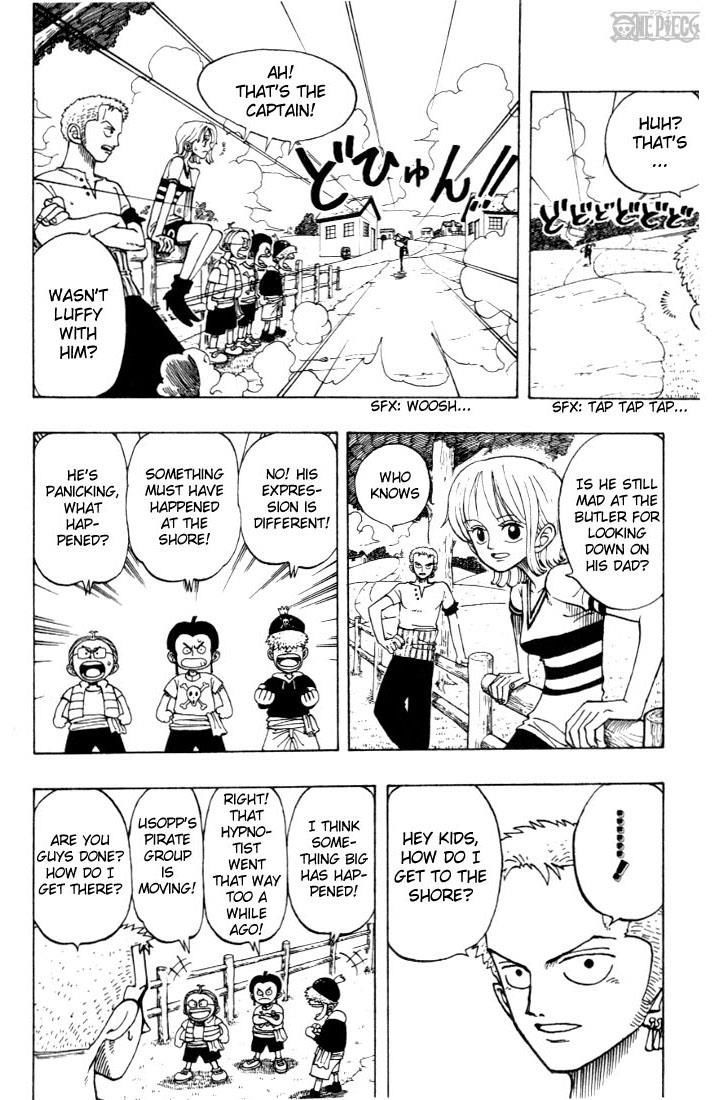 ワンピース
ONE PIECE
HUH?
THAT'S
...
どどどどどど
SFX: TAP TAP TAP...
AH!
THAT'S THE
CAPTAIN!
どひゅん!!
WASN'T
LUFFY
WITH
HIM?
SFX: WOOSH...
IS HE STILL
MAD AT THE
BUTLER FOR
LOOKING
DOWN ON
HIS DAD?
WHO
KNOWS
NO! HIS
EXPRES-
SION IS
DIFFERENT!
SOMETHING
MUST HAVE
HAPPENED
AT THE
SHORE!
HE'S
PANICKING,
WHAT
HAP-
PENED?
........!
HEY KIDS,
HOW DO I
GET TO THE
SHORE?
I THINK
SOME-
THING BIG
HAS HAP-
PENED!
RIGHT!
THAT
HYPNO-
TIST
WENT
THAT WAY
TOO A
WHILE
AGO!
USOPP'S
PIRATE
GROUP
IS
MOVING!
ARE YOU
GUYS DONE?
HOW DO I
GET THERE?